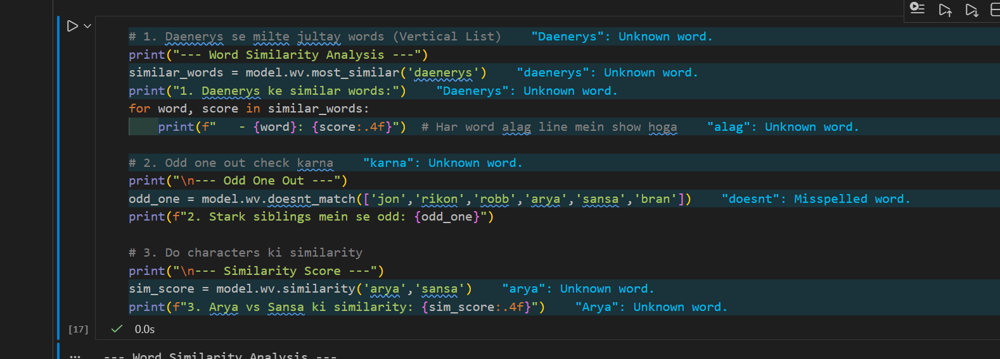 # 1. Daenerys se milte jultay words (Vertical List)    "Daenerys": Unknown word.
print("--- Word Similarity Analysis ---")
similar_words = model.wv.most_similar('daenerys')    "daenerys": Unknown word.
print("1. Daenerys ke similar words:")    "Daenerys": Unknown word.
for word, score in similar_words:
    print(f"   - {word}: {score:.4f}")  # Har word alag line mein show hoga    "alag": Unknown word.
# 2. Odd one out check karna    "karna": Unknown word.
print("\n--- Odd One Out ---")
odd_one = model.wv.doesnt_match(['jon','rikon','robb','arya','sansa','bran'])    "doesnt": Misspelled word.
print(f"2. Stark siblings mein se odd: {odd_one}")
# 3. Do characters ki similarity
print("\n--- Similarity Score ---")
sim_score = model.wv.similarity('arya','sansa')    "arya": Unknown word.
print(f"3. Arya vs Sansa ki similarity: {sim_score:.4f}")    "Arya": Unknown word.
[17] 0.0s
--- Word Similarity Analysis ---